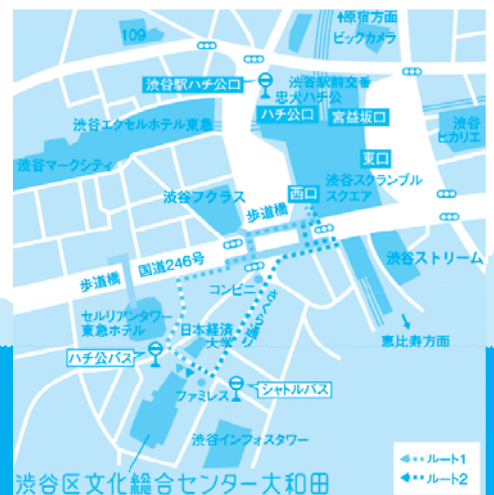 ↑原宿方面
109
ビックカメラ
渋谷駅ハチ公口
渋谷駅前交番
忠犬ハチ公
ハチ公口
宮益坂口
渋谷エクセルホテル東急
渋谷
ヒカリエ
東口
渋谷マークシティ
渋谷スクランブル
スクエア
西口
渋谷フクラス
歩道橋
国道246号
歩道橋
渋谷ストリーム
コンビニ
さくら通り
セルリアンタワー
東急ホテル
日本経済
大学
恵比寿方面
ハチ公バス
ファミレス
シャトルバス
渋谷インフォスタワー
ルート1
ルート2
渋谷区文化総合センター大和田